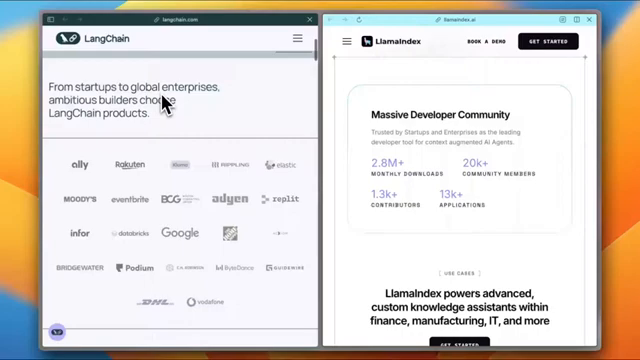 langchain.com
LangChain
From startups to global enterprises,
ambitious builders choose
LangChain products.
ally
Rakuten
Klarna
RIPPLING
elastic
MOODY'S
eventbrite
BCG
adyen
replit
infor
databricks
Google
BRIDGEWATER
Podium
C.H. ROBINSON
ByteDance
GUIDEWIRE
DHL
vodafone
llamaindex.ai
LlamaIndex
BOOK A DEMO
GET STARTED
Massive Developer Community
Trusted by Startups and Enterprises as the leading
developer tool for context augmented AI Agents.
2.8M+
MONTHLY DOWNLOADS
20k+
COMMUNITY MEMBERS
1.3k+
CONTRIBUTORS
13k+
APPLICATIONS
[ USE CASES ]
LlamaIndex powers advanced,
custom knowledge assistants within
finance, manufacturing, IT, and more
GET STARTED